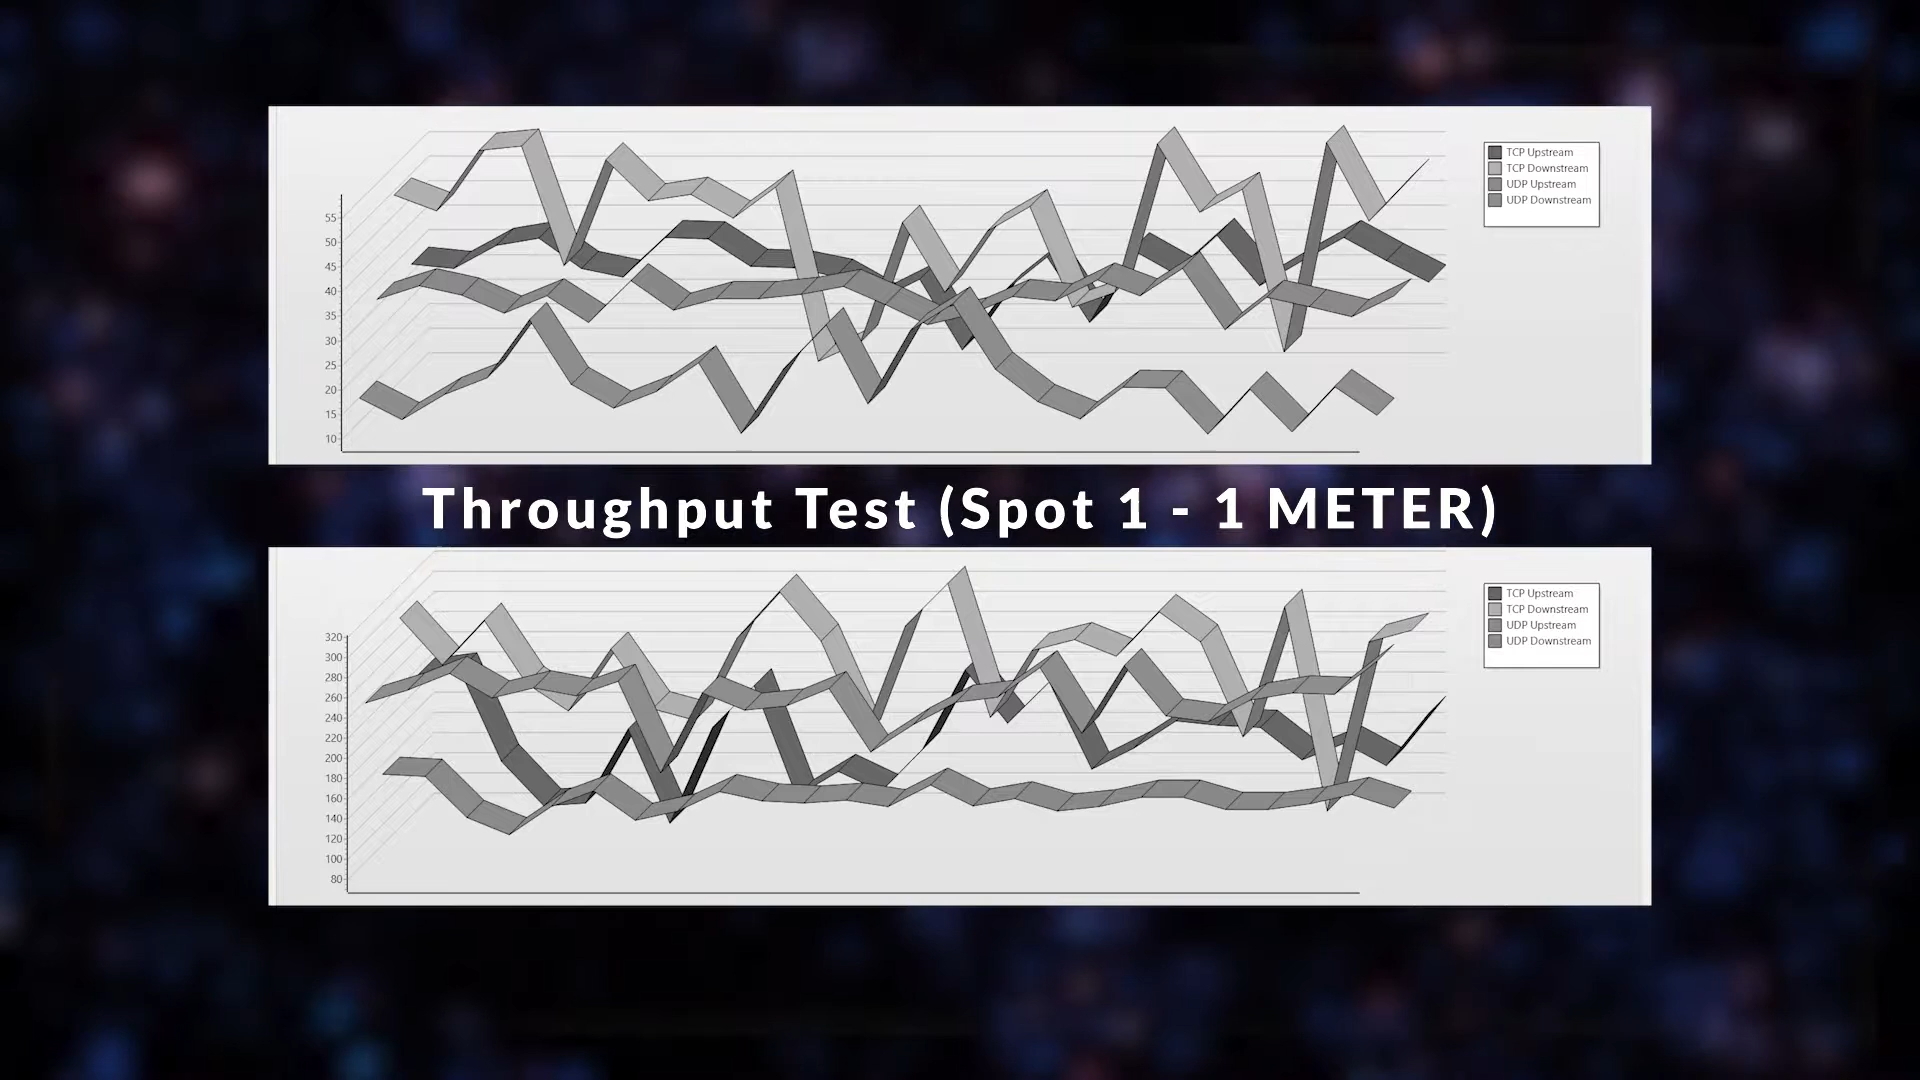 TCP Upstream
TCP Downstream
UDP Upstream
UDP Downstream
55
50
45
40
35
30
25
20
15
10
Throughput Test (Spot 1 - 1 METER)
TCP Upstream
TCP Downstream
UDP Upstream
UDP Downstream
320
300
280
260
240
220
200
180
160
140
120
100
80